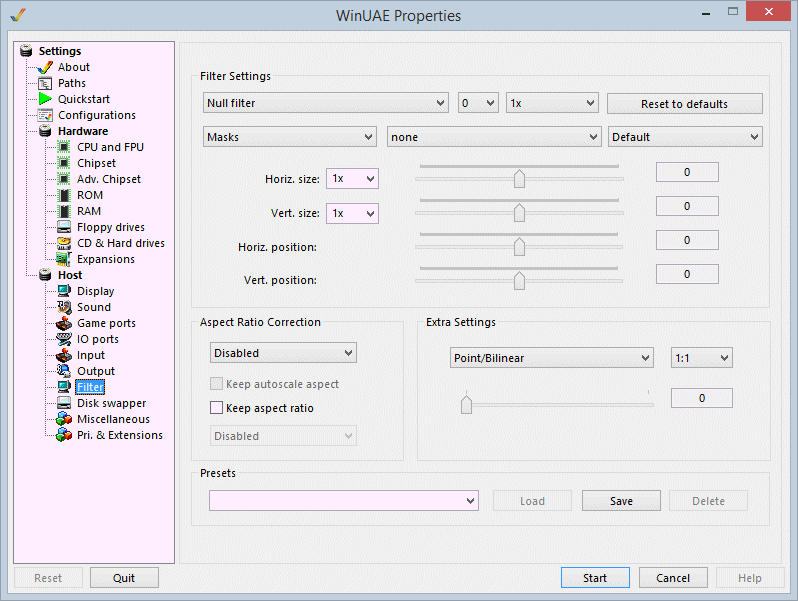 WinUAE Properties
Settings
About
Paths
Quickstart
Configurations
Hardware
CPU and FPU
Chipset
Adv. Chipset
ROM
RAM
Floppy drives
CD & Hard drives
Expansions
Host
Display
Sound
Game ports
IO ports
Input
Output
Filter
Disk swapper
Miscellaneous
Pri. & Extensions
Filter Settings
Null filter 0 1x Reset to defaults
Masks none Default
Horiz. size: 1x 0
Vert. size: 1x 0
Horiz. position: 0
Vert. position: 0
Aspect Ratio Correction
Disabled
Keep autoscale aspect
Keep aspect ratio
Disabled
Extra Settings
Point/Bilinear 1:1
0
Presets
Load Save Delete
Reset Quit Start Cancel Help